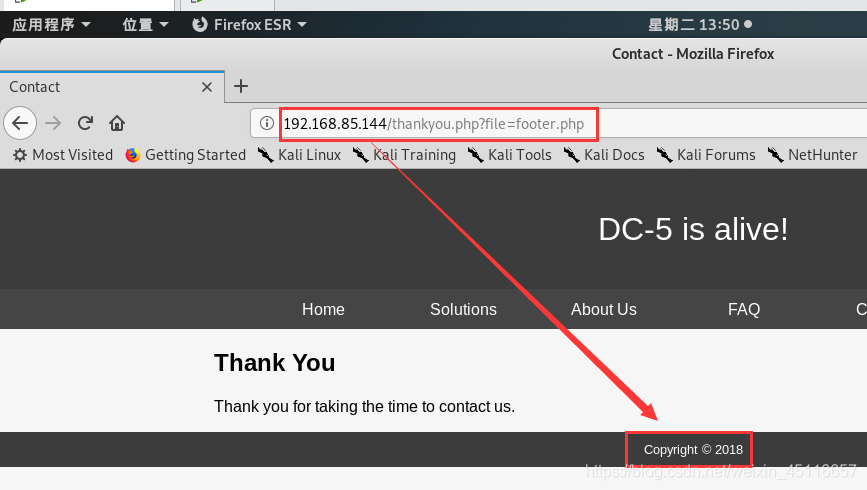 应用程序 位置 Firefox ESR 星期二 13:50
Contact - Mozilla Firefox
Contact
192.168.85.144/thankyou.php?file=footer.php
Most Visited Getting Started Kali Linux Kali Training Kali Tools Kali Docs Kali Forums NetHunter
DC-5 is alive!
Home Solutions About Us FAQ C
Thank You
Thank you for taking the time to contact us.
Copyright © 2018
https://blog.csdn.net/weixin_45116657